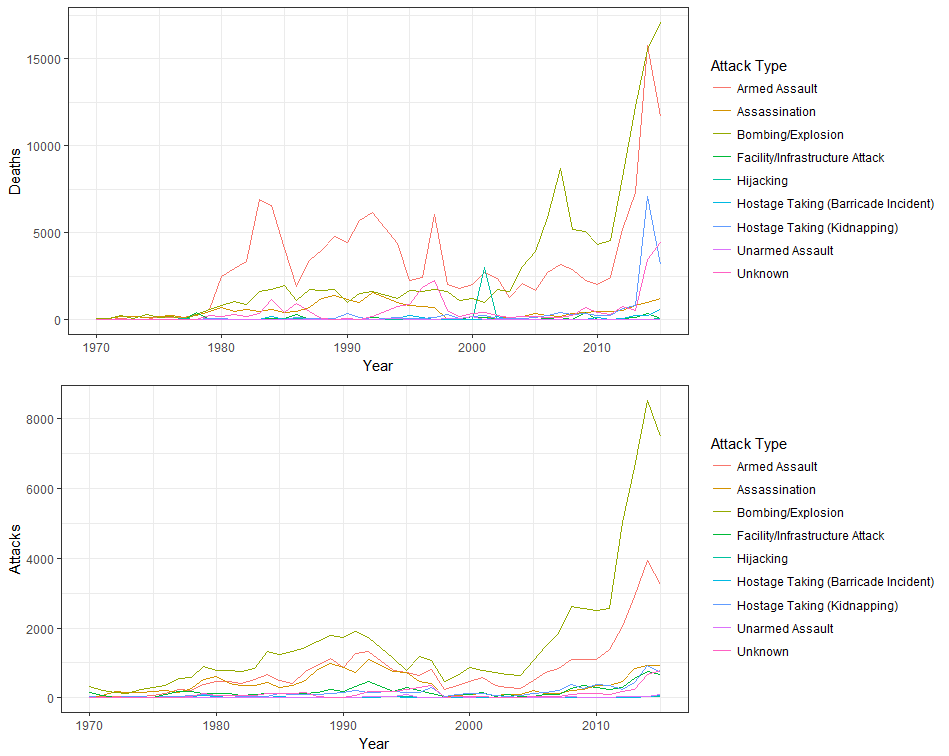 15000
10000
5000
0
Deaths
1970 1980 1990 2000 2010
Year
Attack Type
Armed Assault
Assassination
Bombing/Explosion
Facility/Infrastructure Attack
Hijacking
Hostage Taking (Barricade Incident)
Hostage Taking (Kidnapping)
Unarmed Assault
Unknown
8000
6000
4000
2000
0
Attacks
1970 1980 1990 2000 2010
Year
Attack Type
Armed Assault
Assassination
Bombing/Explosion
Facility/Infrastructure Attack
Hijacking
Hostage Taking (Barricade Incident)
Hostage Taking (Kidnapping)
Unarmed Assault
Unknown